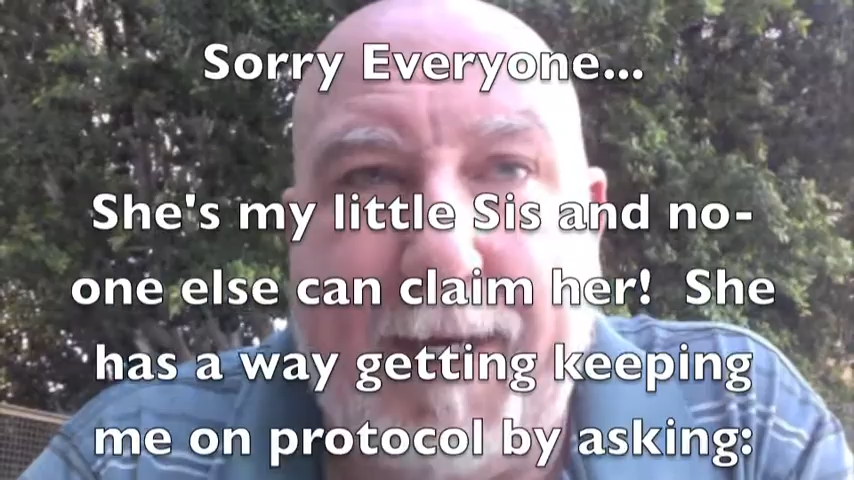 Sorry Everyone...
She's my little Sis and no-
one else can claim her!  She
has a way getting keeping
me on protocol by asking: